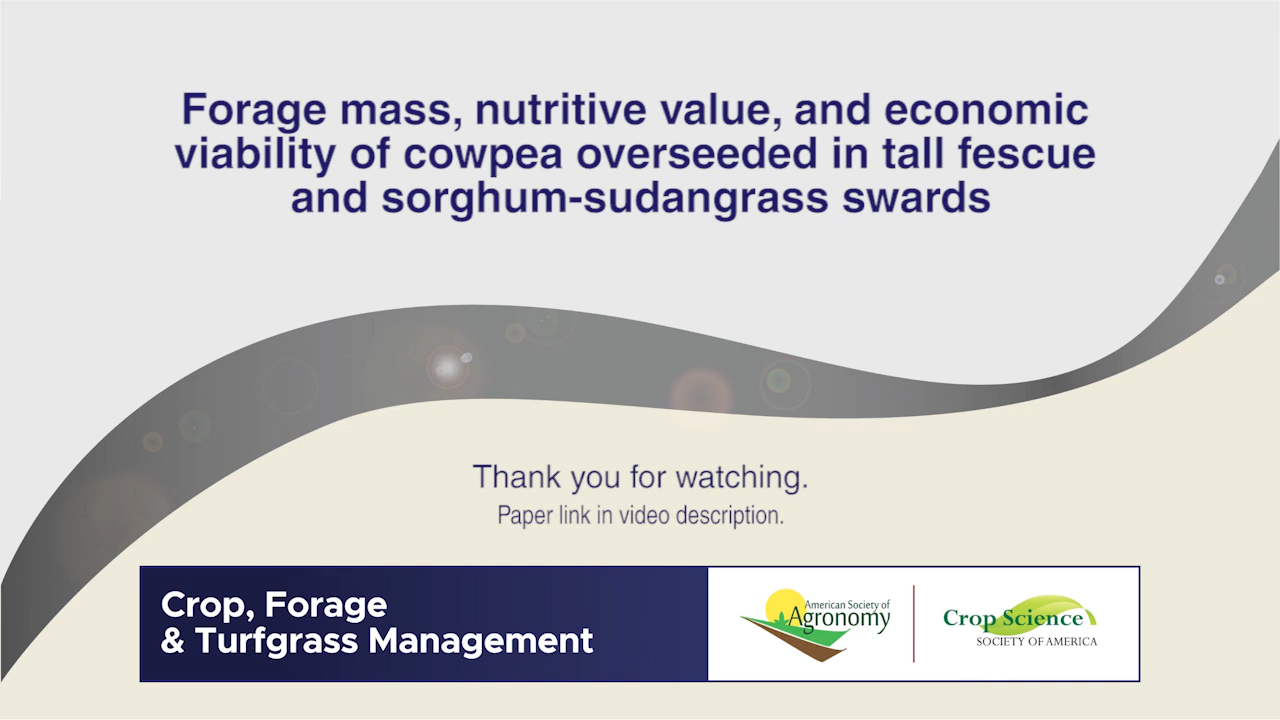 Forage mass, nutritive value, and economic
viability of cowpea overseeded in tall fescue
and sorghum-sudangrass swards
Thank you for watching.
Paper link in video description.
Crop, Forage
& Turfgrass Management
American Society of
Agronomy
Crop Science
SOCIETY OF AMERICA